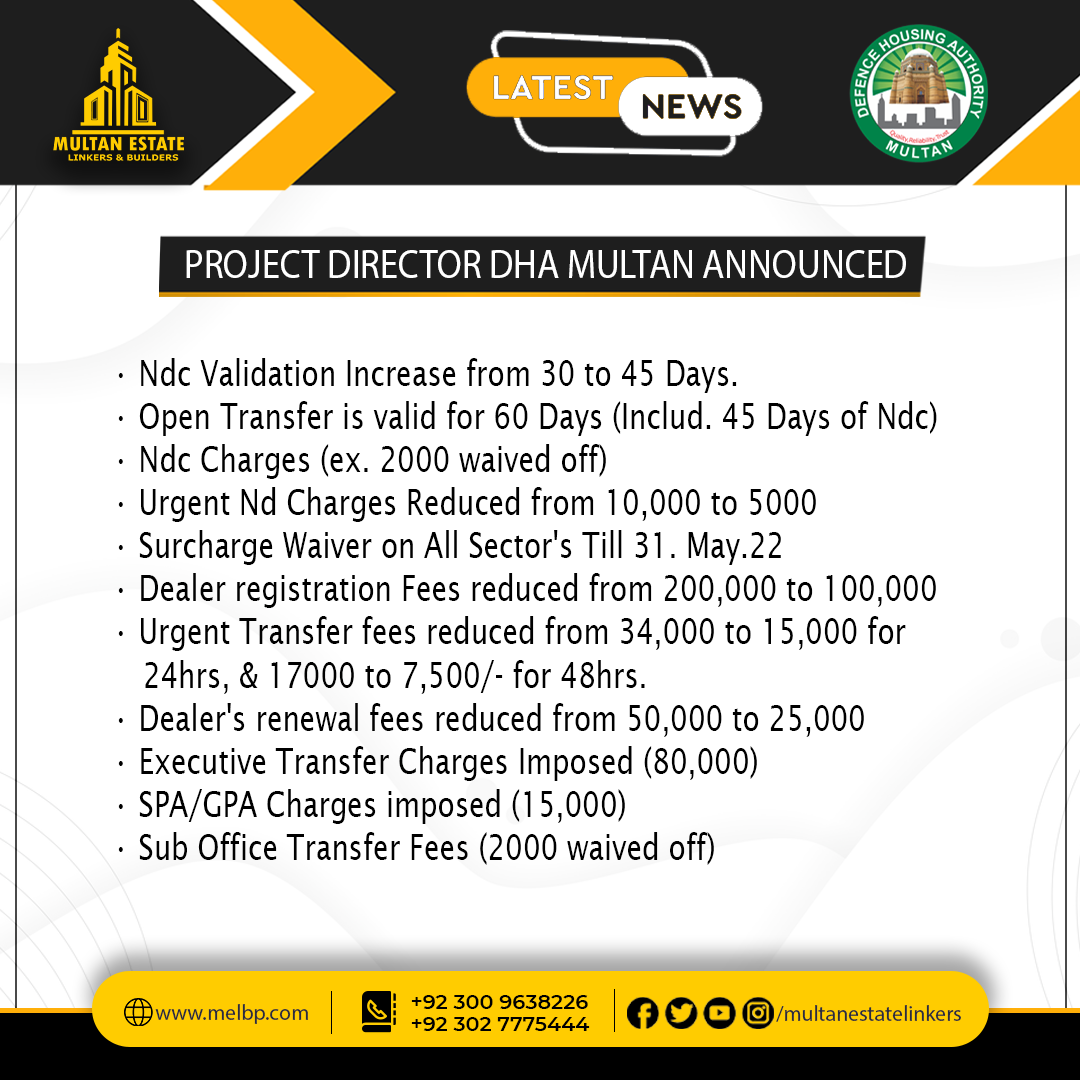 MULTAN ESTATE
LINKERS & BUILDERS
LATEST
NEWS
DEFENCE HOUSING AUTHORITY
Quality, Reliability, Trust
MULTAN
PROJECT DIRECTOR DHA MULTAN ANNOUNCED
· Ndc Validation Increase from 30 to 45 Days.
· Open Transfer is valid for 60 Days (Includ. 45 Days of Ndc)
· Ndc Charges (ex. 2000 waived off)
· Urgent Nd Charges Reduced from 10,000 to 5000
· Surcharge Waiver on All Sector's Till 31. May.22
· Dealer registration Fees reduced from 200,000 to 100,000
· Urgent Transfer fees reduced from 34,000 to 15,000 for
24hrs, & 17000 to 7,500/- for 48hrs.
· Dealer's renewal fees reduced from 50,000 to 25,000
· Executive Transfer Charges Imposed (80,000)
· SPA/GPA Charges imposed (15,000)
· Sub Office Transfer Fees (2000 waived off)
www.melbp.com
+92 300 9638226
+92 302 7775444
/multanestatelinkers